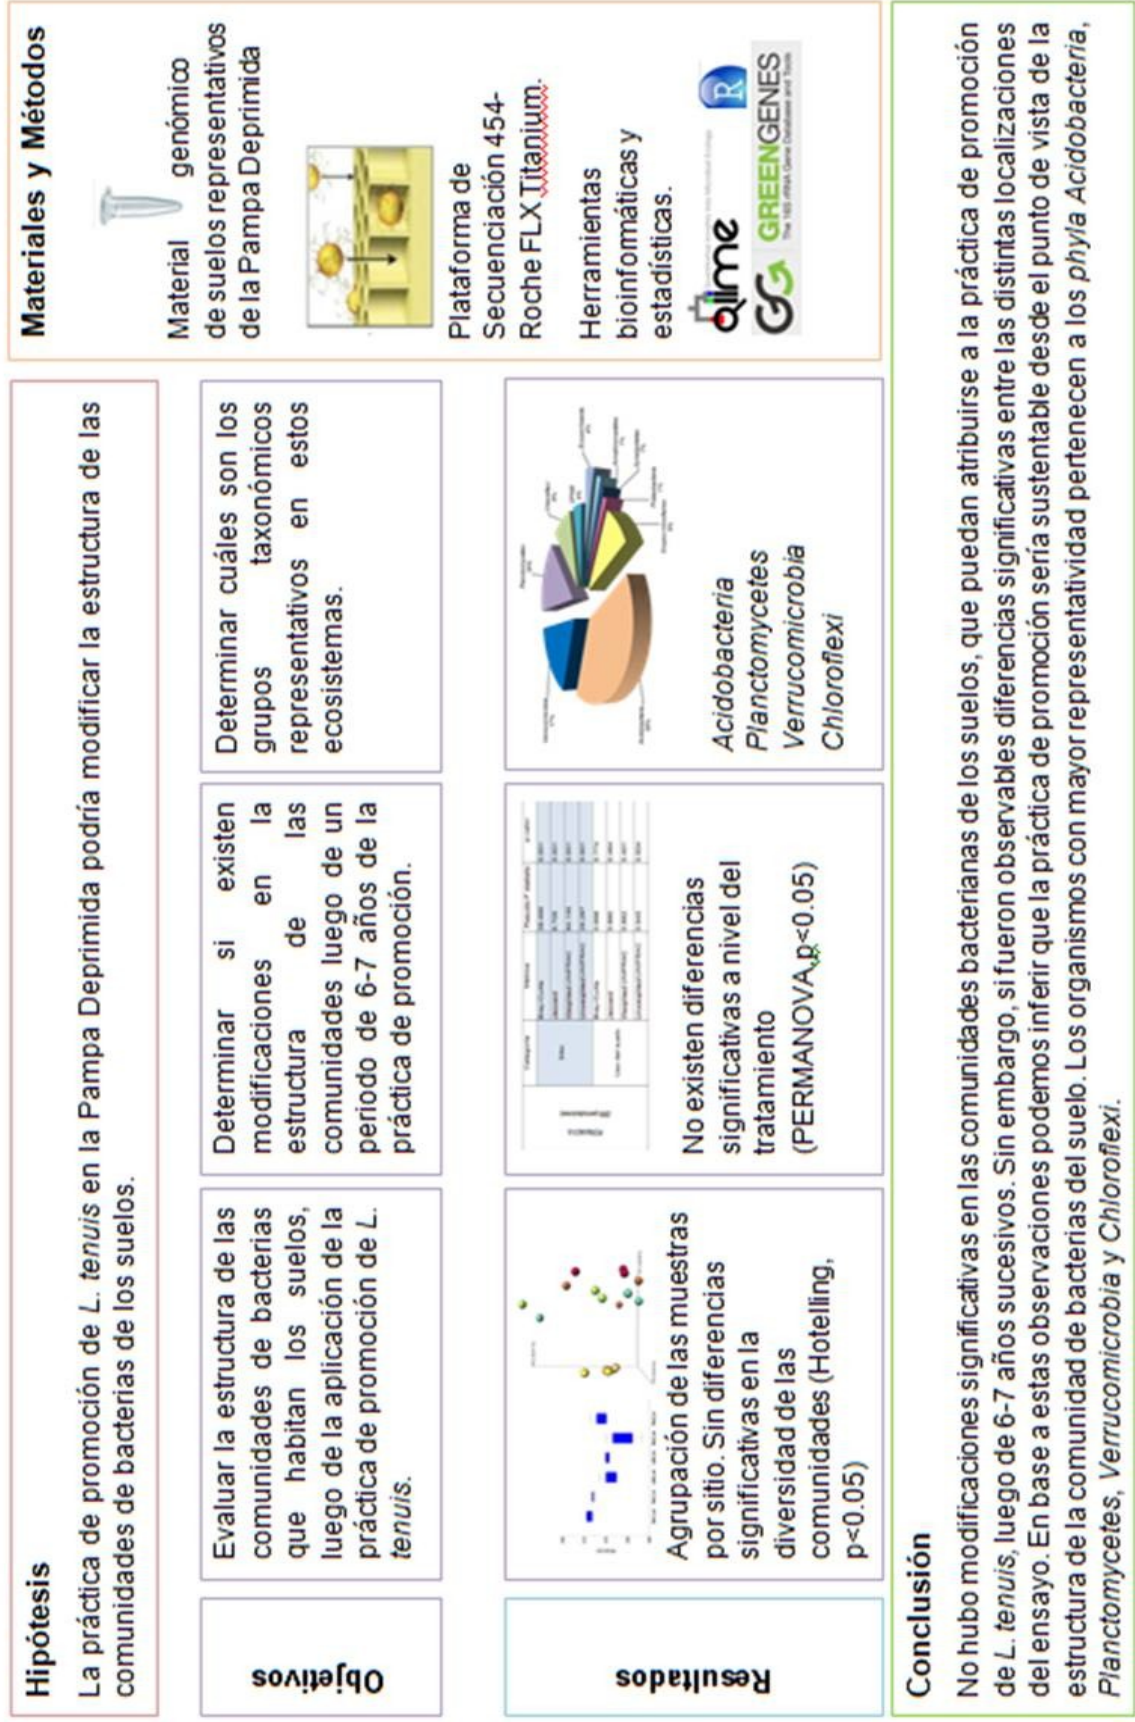 Hipótesis
La práctica de promoción de L. tenuis en la Pampa Deprimida podría modificar la estructura de las
comunidades de bacterias de los suelos.
Materiales y Métodos
Material genómico
de suelos representativos
de la Pampa Deprimida
Plataforma de
Secuenciación 454-
Roche FLX Titanium.
Herramientas
bioinformáticas y
estadísticas.
qiime
R
GREENGENES
The 16S rRNA Gene Database and Tools
Objetivos
Evaluar la estructura de las
comunidades de bacterias
que habitan los suelos,
luego de la aplicación de la
práctica de promoción de L.
tenuis.
Determinar si existen
modificaciones en la
estructura de las
comunidades luego de un
periodo de 6-7 años de la
práctica de promoción.
Determinar cuáles son los
grupos taxonómicos
representativos en estos
ecosistemas.
Resultados
Agrupación de las muestras
por sitio. Sin diferencias
significativas en la
diversidad de las
comunidades (Hotelling,
p<0.05)
No existen diferencias
significativas a nivel del
tratamiento
(PERMANOVA,p<0.05)
Acidobacteria
Planctomycetes
Verrucomicrobia
Chloroflexi
Conclusión
No hubo modificaciones significativas en las comunidades bacterianas de los suelos, que puedan atribuirse a la práctica de promoción
de L. tenuis, luego de 6-7 años sucesivos. Sin embargo, si fueron observables diferencias significativas entre las distintas localizaciones
del ensayo. En base a estas observaciones podemos inferir que la práctica de promoción sería sustentable desde el punto de vista de la
estructura de la comunidad de bacterias del suelo. Los organismos con mayor representatividad pertenecen a los phyla Acidobacteria,
Planctomycetes, Verrucomicrobia y Chloroflexi.